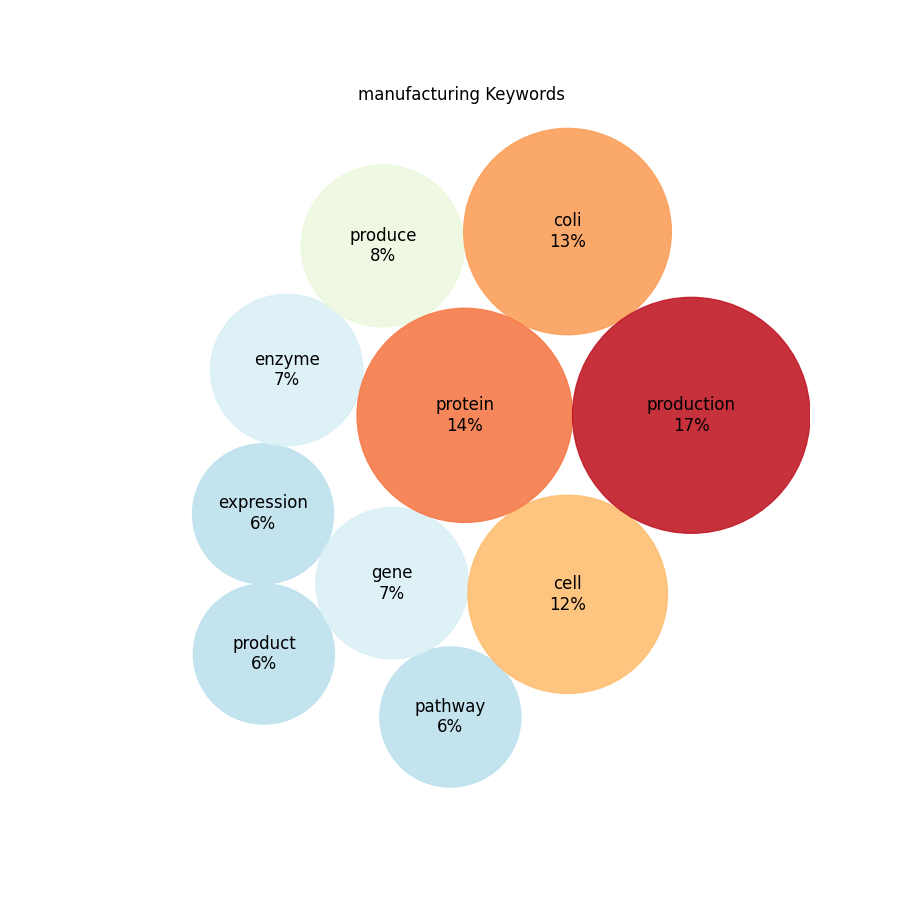 manufacturing Keywords
coli
13%
produce
8%
enzyme
7%
protein
14%
production
17%
expression
6%
gene
7%
cell
12%
product
6%
pathway
6%